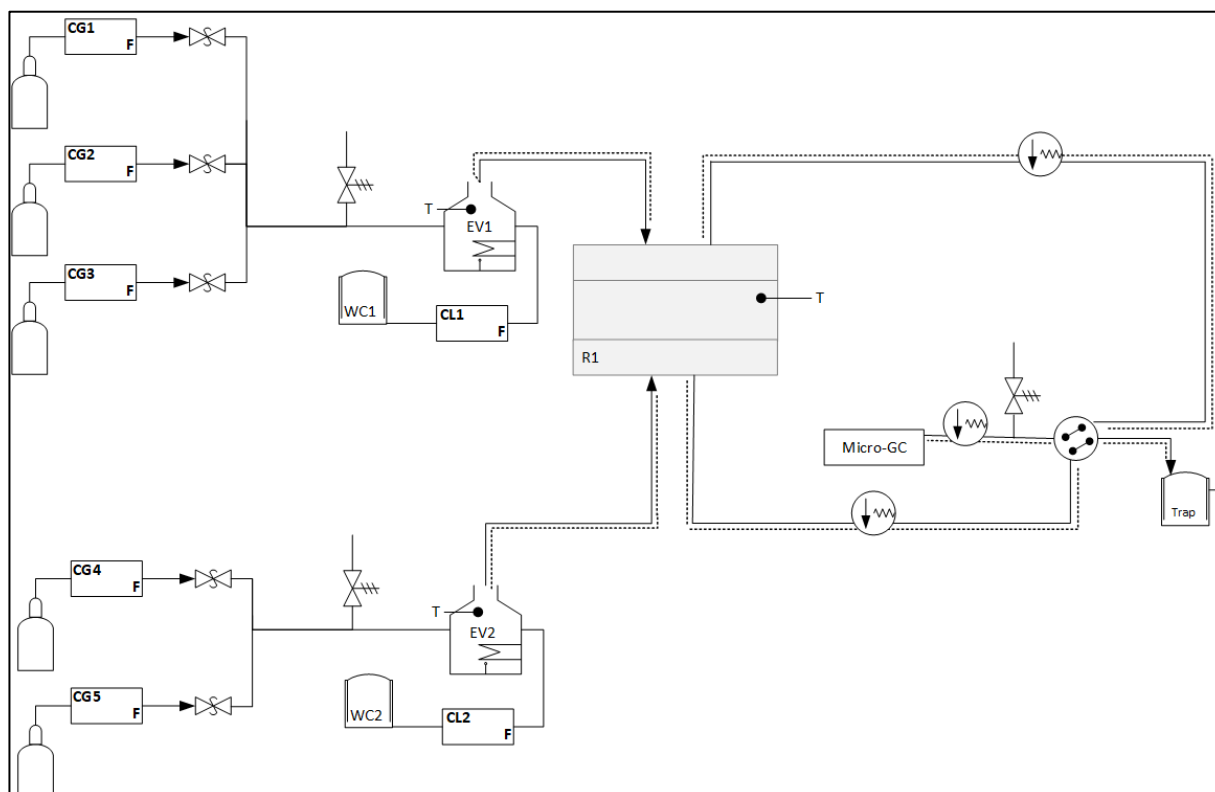 CG1
F
CG2
F
T
EV1
CG3
F
WC1
CL1
F
T
R1
Micro-GC
Trap
CG4
F
T
EV2
CG5
F
WC2
CL2
F